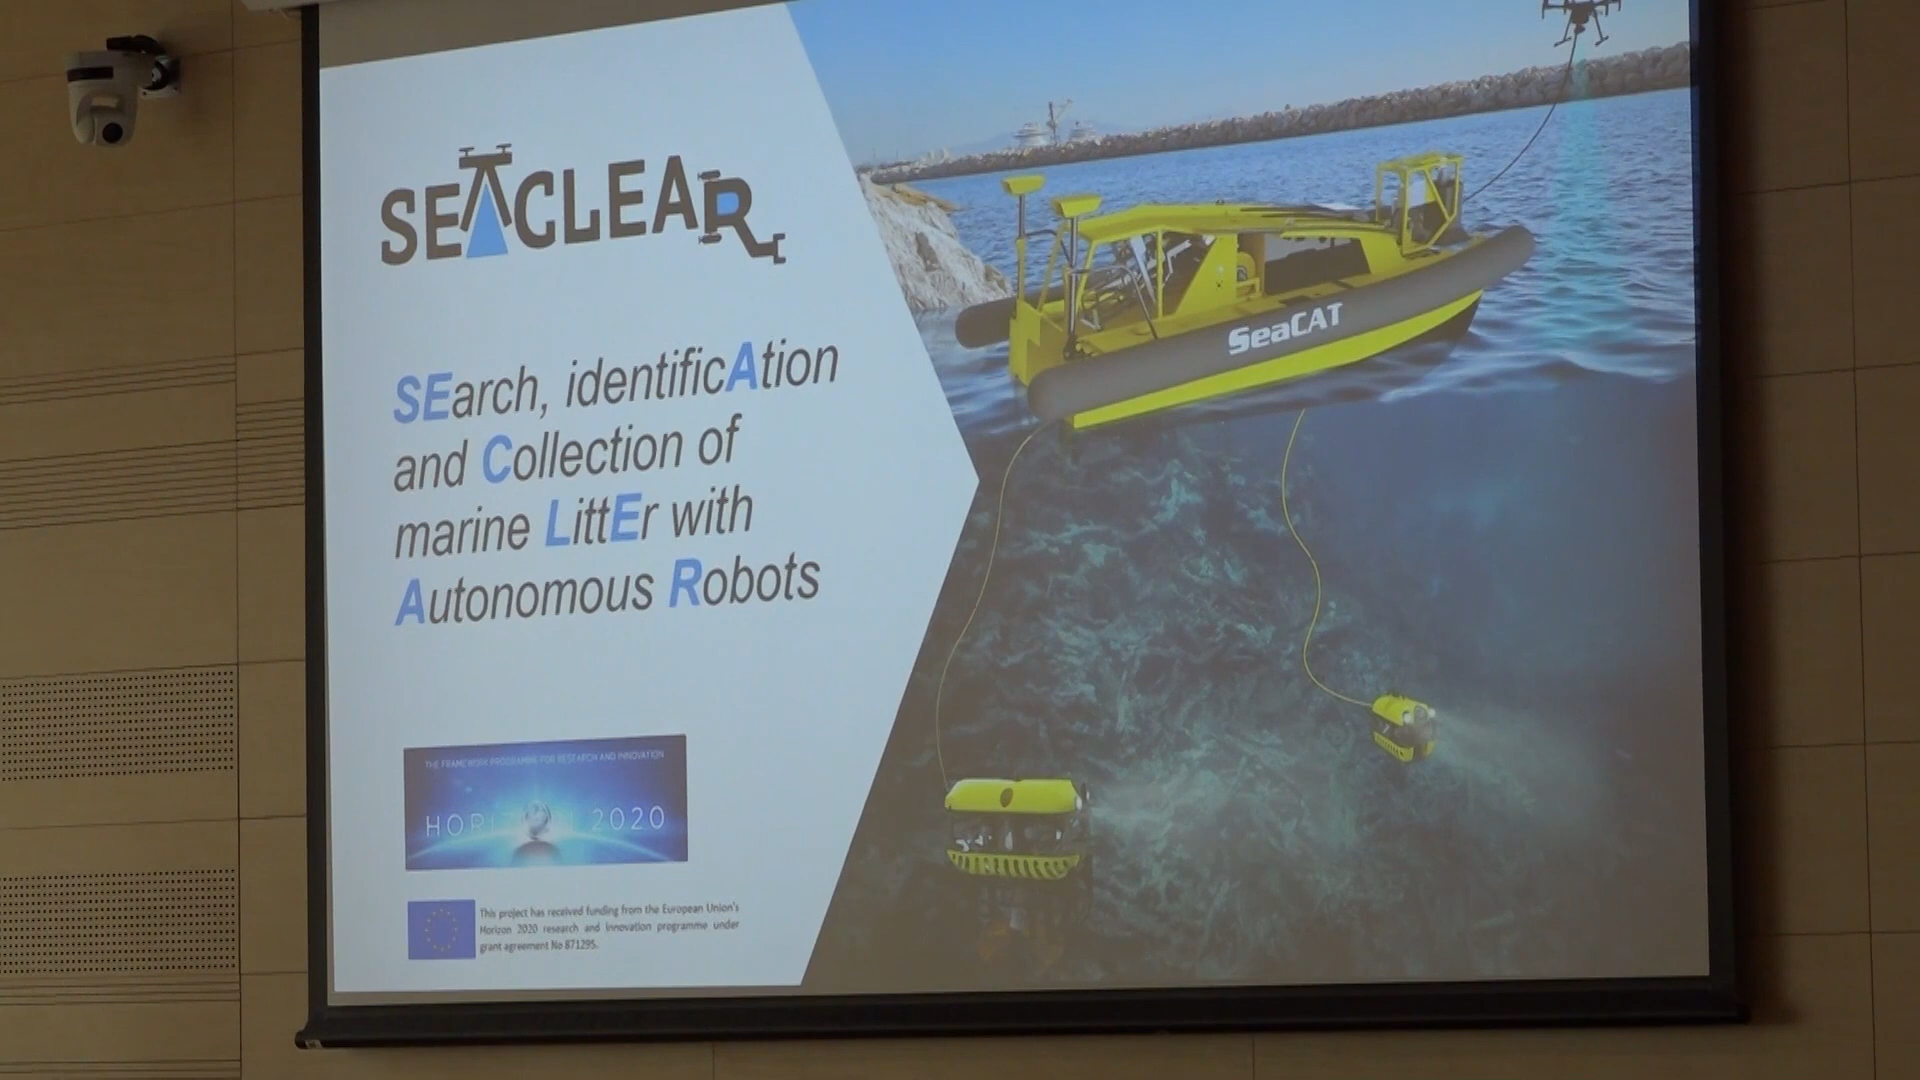 SEACLEAR
SEarch, identificAtion
and Collection of
marine LittEr with
Autonomous Robots
THE FRAMEWORK PROGRAMME FOR RESEARCH AND INNOVATION
HORIZON 2020
This project has received funding from the European Union's
Horizon 2020 research and innovation programme under
grant agreement No 871295.
SeaCAT